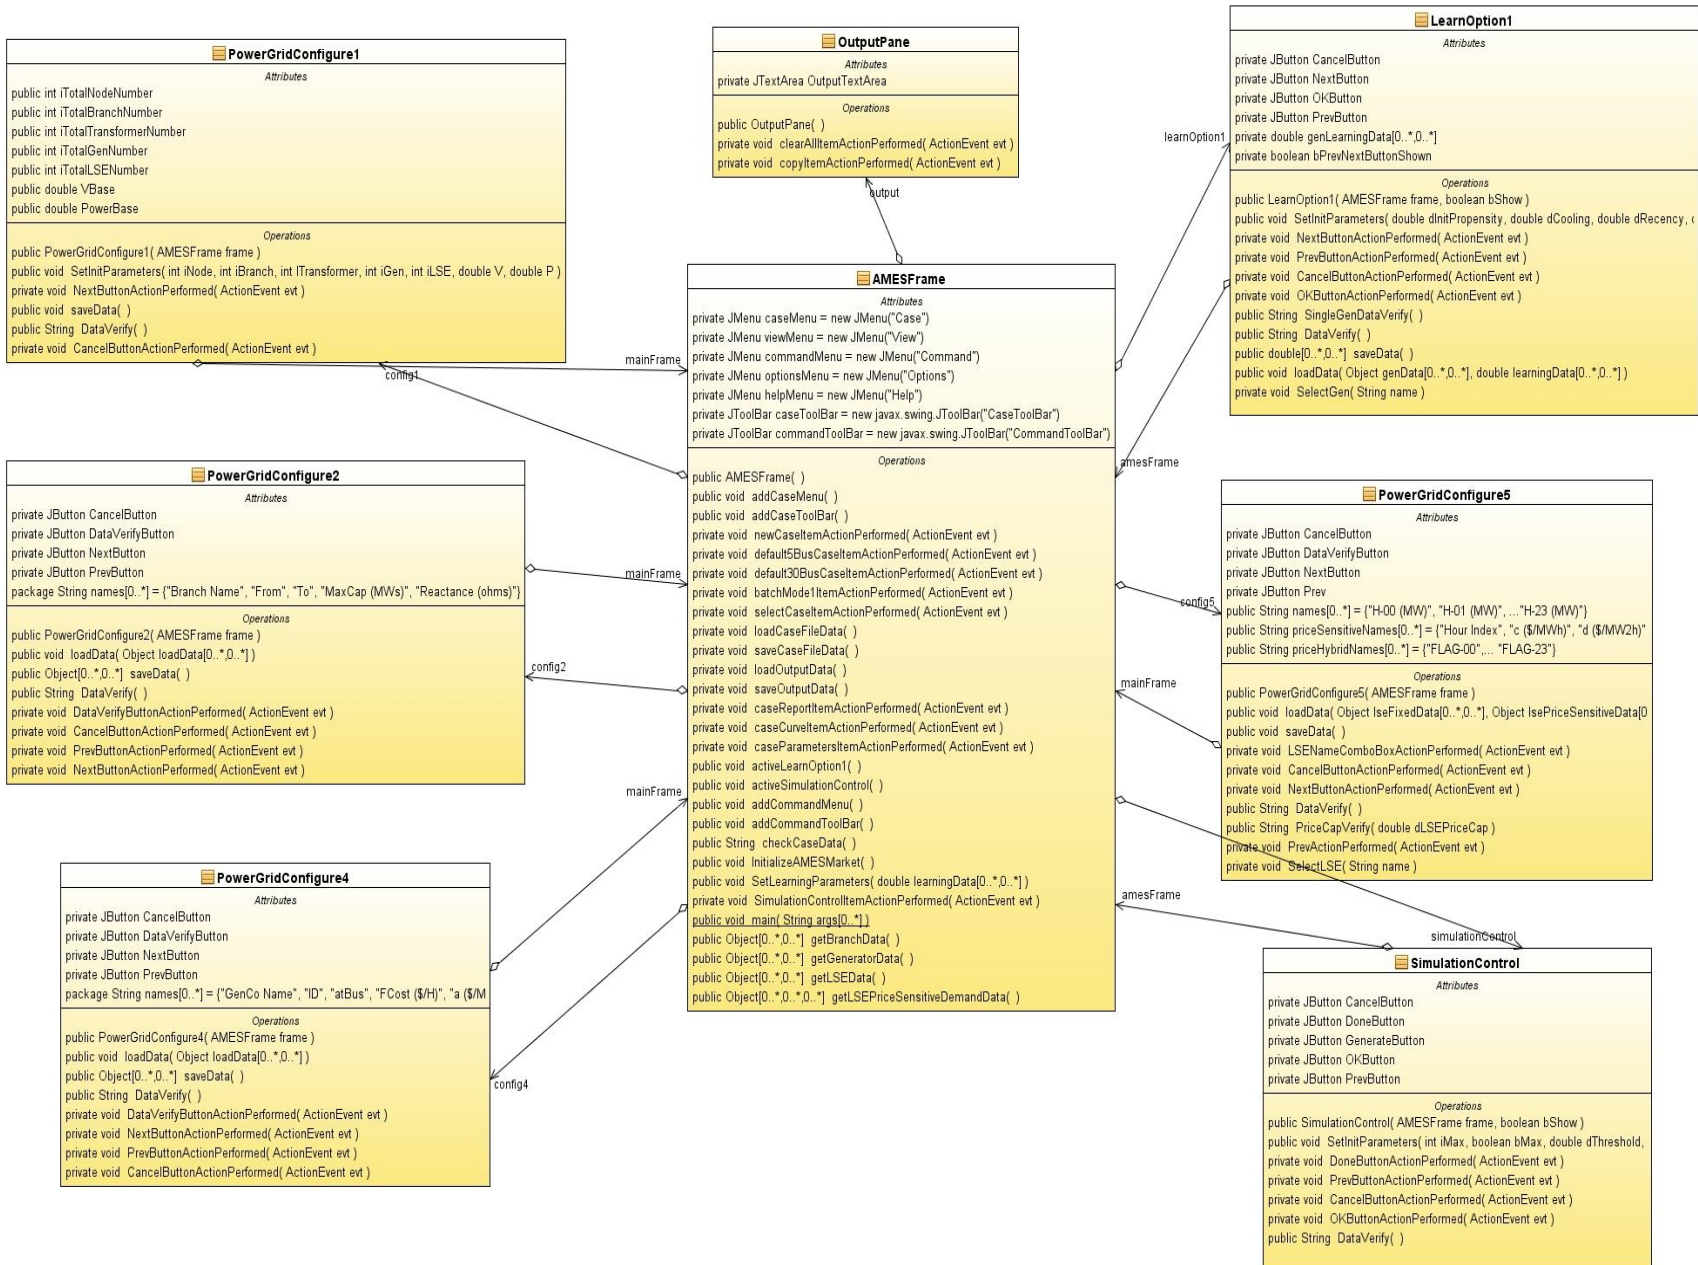 PowerGridConfigure1
Attributes
public int iTotalNodeNumber
public int iTotalBranchNumber
public int iTotalTransformerNumber
public int iTotalGenNumber
public int iTotalLSENumber
public double VBase
public double PowerBase
Operations
public PowerGridConfigure1( AMESFrame frame )
public void SetInitParameters( int iNode, int iBranch, int ITransformer, int iGen, int iLSE, double V, double P )
private void NextButtonActionPerformed( ActionEvent evt )
public void saveData( )
public String DataVerify( )
private void CancelButtonActionPerformed( ActionEvent evt )
OutputPane
Attributes
private JTextArea OutputTextArea
Operations
public OutputPane( )
private void clearAllItemActionPerformed( ActionEvent evt )
private void copyItemActionPerformed( ActionEvent evt )
LearnOption1
Attributes
private JButton CancelButton
private JButton NextButton
private JButton OKButton
private JButton PrevButton
private double genLearningData[0..*,0..*]
private boolean bPrevNextButtonShown
Operations
public LearnOption1( AMESFrame frame, boolean bShow )
public void SetInitParameters( double dInitPropensity, double dCooling, double dRecency,
private void NextButtonActionPerformed( ActionEvent evt )
private void PrevButtonActionPerformed( ActionEvent evt )
private void CancelButtonActionPerformed( ActionEvent evt )
private void OKButtonActionPerformed( ActionEvent evt )
public String SingleGenDataVerify( )
public String DataVerify( )
public double[0..*,0..*] saveData( )
public void loadData( Object genData[0..*,0..*], double learningData[0..*,0..*] )
private void SelectGen( String name )
learnOption1
output
mainFrame
config1
AMESFrame
Attributes
private JMenu caseMenu = new JMenu("Case")
private JMenu viewMenu = new JMenu("View")
private JMenu commandMenu = new JMenu("Command")
private JMenu optionsMenu = new JMenu("Options")
private JMenu helpMenu = new JMenu("Help")
private JToolBar caseToolBar = new javax.swing.JToolBar("CaseToolBar")
private JToolBar commandToolBar = new javax.swing.JToolBar("CommandToolBar")
Operations
public AMESFrame( )
public void addCaseMenu( )
public void addCaseToolBar( )
private void newCaseItemActionPerformed( ActionEvent evt )
private void default5BusCaseItemActionPerformed( ActionEvent evt )
private void default30BusCaseItemActionPerformed( ActionEvent evt )
private void batchMode1ItemActionPerformed( ActionEvent evt )
private void selectCaseItemActionPerformed( ActionEvent evt )
private void loadCaseFileData( )
private void saveCaseFileData( )
private void loadOutputData( )
private void saveOutputData( )
private void caseReportItemActionPerformed( ActionEvent evt )
private void caseCurveItemActionPerformed( ActionEvent evt )
private void caseParametersItemActionPerformed( ActionEvent evt )
public void activeLearnOption1( )
public void activeSimulationControl( )
public void addCommandMenu( )
public void addCommandToolBar( )
public String checkCaseData( )
public void InitializeAMESMarket( )
public void SetLearningParameters( double learningData[0..*,0..*] )
private void SimulationControlItemActionPerformed( ActionEvent evt )
public void main( String args[0..*] )
public Object[0..*,0..*] getBranchData( )
public Object[0..*,0..*] getGeneratorData( )
public Object[0..*,0..*] getLSEData( )
public Object[0..*,0..*,0..*] getLSEPriceSensitiveDemandData( )
PowerGridConfigure2
Attributes
private JButton CancelButton
private JButton DataVerifyButton
private JButton NextButton
private JButton PrevButton
package String names[0..*] = {"Branch Name", "From", "To", "MaxCap (MWs)", "Reactance (ohms)"}
Operations
public PowerGridConfigure2( AMESFrame frame )
public void loadData( Object loadData[0..*,0..*] )
public Object[0..*,0..*] saveData( )
public String DataVerify( )
private void DataVerifyButtonActionPerformed( ActionEvent evt )
private void CancelButtonActionPerformed( ActionEvent evt )
private void PrevButtonActionPerformed( ActionEvent evt )
private void NextButtonActionPerformed( ActionEvent evt )
mainFrame
config2
mainFrame
amesFrame
config5
mainFrame
PowerGridConfigure5
Attributes
private JButton CancelButton
private JButton DataVerifyButton
private JButton NextButton
private JButton Prev
public String names[0..*] = {"H-00 (MW)", "H-01 (MW)", ..."H-23 (MW)"}
public String priceSensitiveNames[0..*] = {"Hour Index", "c ($/MWh)", "d ($/MW2h)"
public String priceHybridNames[0..*] = {"FLAG-00",... "FLAG-23"}
Operations
public PowerGridConfigure5( AMESFrame frame )
public void loadData( Object lseFixedData[0..*,0..*], Object lsePriceSensitiveData[0
public void saveData( )
private void LSENameComboBoxActionPerformed( ActionEvent evt )
private void CancelButtonActionPerformed( ActionEvent evt )
private void NextButtonActionPerformed( ActionEvent evt )
public String DataVerify( )
public String PriceCapVerify( double dLSEPriceCap )
private void PrevActionPerformed( ActionEvent evt )
private void SelectLSE( String name )
PowerGridConfigure4
Attributes
private JButton CancelButton
private JButton DataVerifyButton
private JButton NextButton
private JButton PrevButton
package String names[0..*] = {"GenCo Name", "ID", "atBus", "FCost ($/H)", "a ($/M
Operations
public PowerGridConfigure4( AMESFrame frame )
public void loadData( Object loadData[0..*,0..*] )
public Object[0..*,0..*] saveData( )
public String DataVerify( )
private void DataVerifyButtonActionPerformed( ActionEvent evt )
private void NextButtonActionPerformed( ActionEvent evt )
private void PrevButtonActionPerformed( ActionEvent evt )
private void CancelButtonActionPerformed( ActionEvent evt )
config4
amesFrame
simulationControl
SimulationControl
Attributes
private JButton CancelButton
private JButton DoneButton
private JButton GenerateButton
private JButton OKButton
private JButton PrevButton
Operations
public SimulationControl( AMESFrame frame, boolean bShow )
public void SetInitParameters( int iMax, boolean bMax, double dThreshold,
private void DoneButtonActionPerformed( ActionEvent evt )
private void PrevButtonActionPerformed( ActionEvent evt )
private void CancelButtonActionPerformed( ActionEvent evt )
private void OKButtonActionPerformed( ActionEvent evt )
public String DataVerify( )